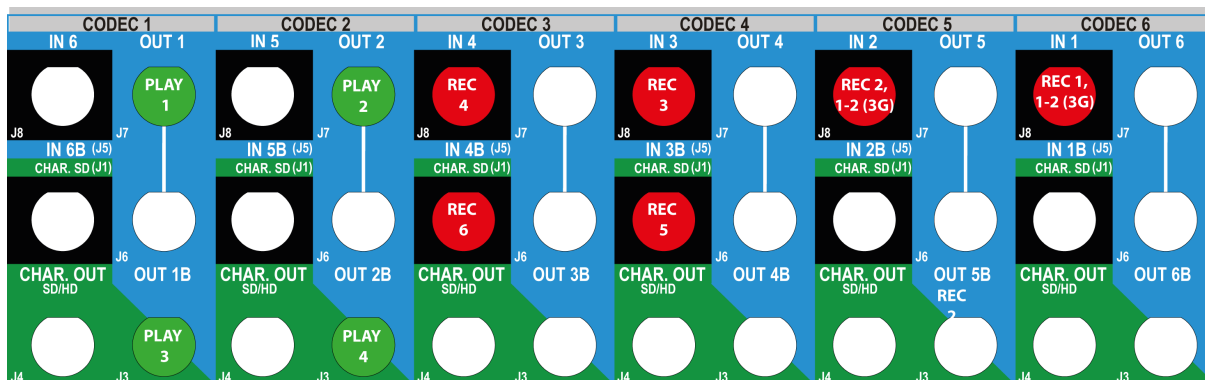 CODEC 1 CODEC 2 CODEC 3 CODEC 4 CODEC 5 CODEC 6
IN 6 OUT 1 IN 5 OUT 2 IN 4 OUT 3 IN 3 OUT 4 IN 2 OUT 5 IN 1 OUT 6
PLAY PLAY REC REC REC 2, REC 1,
1 2 4 3 1-2 (3G) 1-2 (3G)
J8 J7 J8 J7 J8 J7 J8 J7 J8 J7 J8 J7
IN 6B (J5) IN 5B (J5) IN 4B (J5) IN 3B (J5) IN 2B (J5) IN 1B (J5)
CHAR. SD (J1) CHAR. SD (J1) CHAR. SD (J1) CHAR. SD (J1) CHAR. SD (J1) CHAR. SD (J1)
REC REC
6 5
J6 J6 J6 J6 J6 J6
CHAR. OUT OUT 1B CHAR. OUT OUT 2B CHAR. OUT OUT 3B CHAR. OUT OUT 4B CHAR. OUT OUT 5B CHAR. OUT OUT 6B
SD/HD SD/HD SD/HD SD/HD SD/HD SD/HD
REC
2
PLAY PLAY
3 4
J4 J3 J4 J3 J4 J3 J4 J3 J4 J3 J4 J3